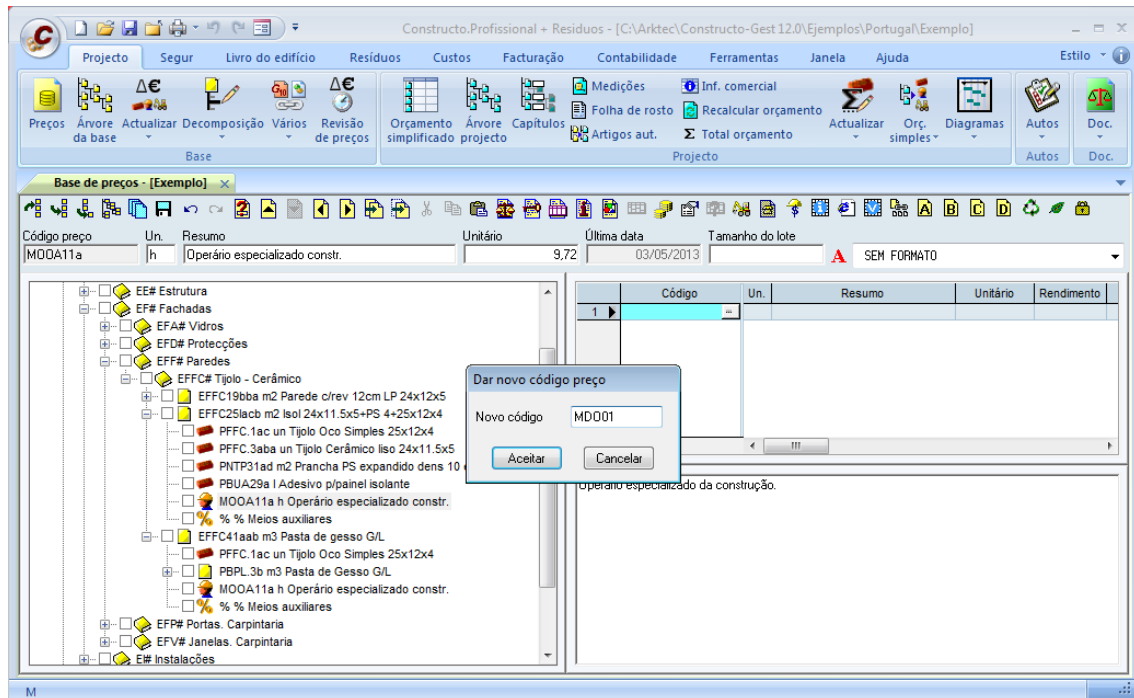 Constructo.Profissional + Residuos - [C:\Arktec\Constructo-Gest 12.0\Ejemplos\Portugal\Exemplo]
Projecto Segur Livro do edifício Resíduos Custos Facturação Contabilidade Ferramentas Janela Ajuda Estilo
Preços Árvore da base Actualizar Decomposição Vários Revisão de preços
Orçamento simplificado Árvore projecto Capítulos
Medições
Folha de rosto
Artigos aut.
Inf. comercial
Recalcular orçamento
Total orçamento
Actualizar Orç. simples Diagramas Autos Doc.
Base Projecto Autos Doc.
Base de preços - [Exemplo]
Código preço Un. Resumo Unitário Última data Tamanho do lote
MOOA11a h Operário especializado constr. 9,72 03/05/2013 A SEM FORMATO
EE# Estrutura
EF# Fachadas
EFA# Vidros
EFD# Protecções
EFF# Paredes
EFFC# Tijolo - Cerâmico
EFFC19bba m2 Parede c/rev 12cm LP 24x12x5
EFFC25lacb m2 Isol 24x11.5x5+PS 4+25x12x4
PFFC.1ac un Tijolo Oco Simples 25x12x4
PFFC.3aba un Tijolo Cerâmico liso 24x11.5x5
PNTP31ad m2 Prancha PS expandido dens 10
PBUA29a l Adesivo p/painel isolante
MOOA11a h Operário especializado constr.
% % Meios auxiliares
EFFC41aab m3 Pasta de gesso G/L
PFFC.1ac un Tijolo Oco Simples 25x12x4
PBPL.3b m3 Pasta de Gesso G/L
MOOA11a h Operário especializado constr.
% % Meios auxiliares
EFP# Portas. Carpintaria
EFV# Janelas. Carpintaria
EI# Instalações
Código Un. Resumo Unitário Rendimento
1
Dar novo código preço
Novo código MDO01
Aceitar Cancelar
Operário especializado da construção.
M